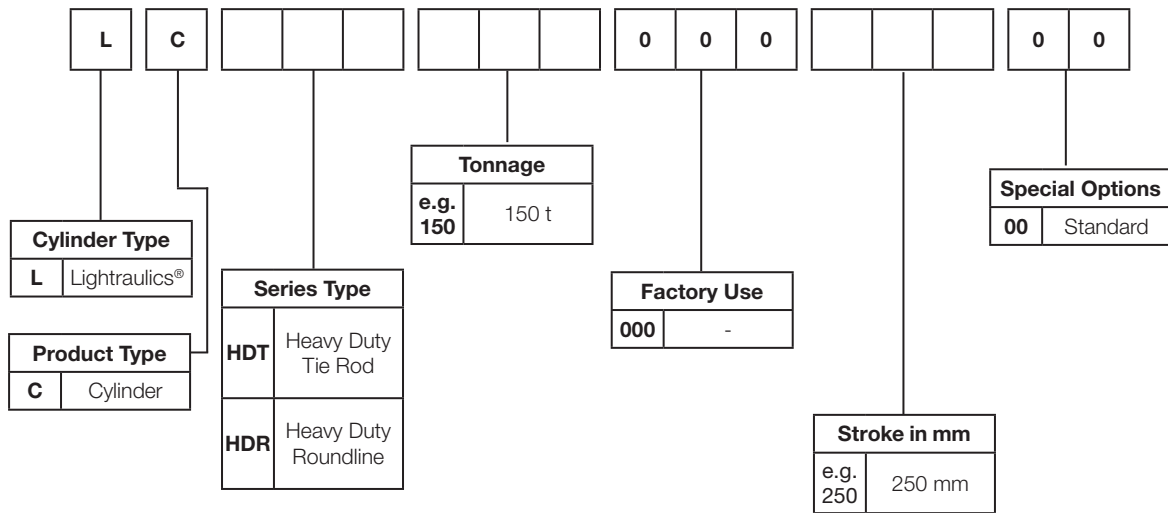 L C 0 0 0 0 0
Tonnage
e.g. 150 t
150
Special Options
00 Standard
Cylinder Type
L Lightraulics®
Series Type
HDT Heavy Duty
Tie Rod
HDR Heavy Duty
Roundline
Factory Use
000 -
Product Type
C Cylinder
Stroke in mm
e.g. 250 mm
250